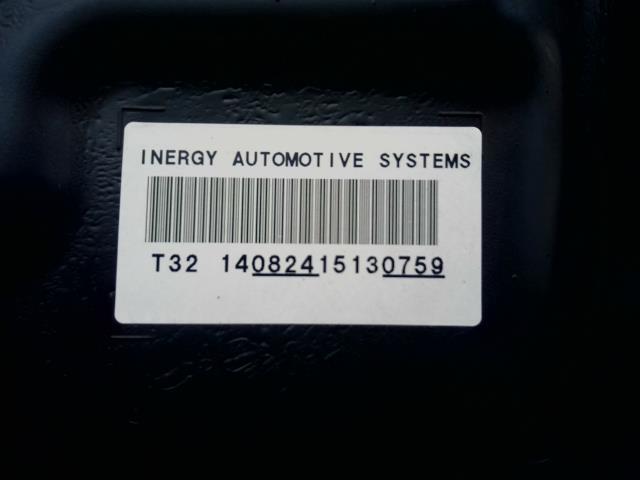 INERGY AUTOMOTIVE SYSTEMS
T32 14082415130759